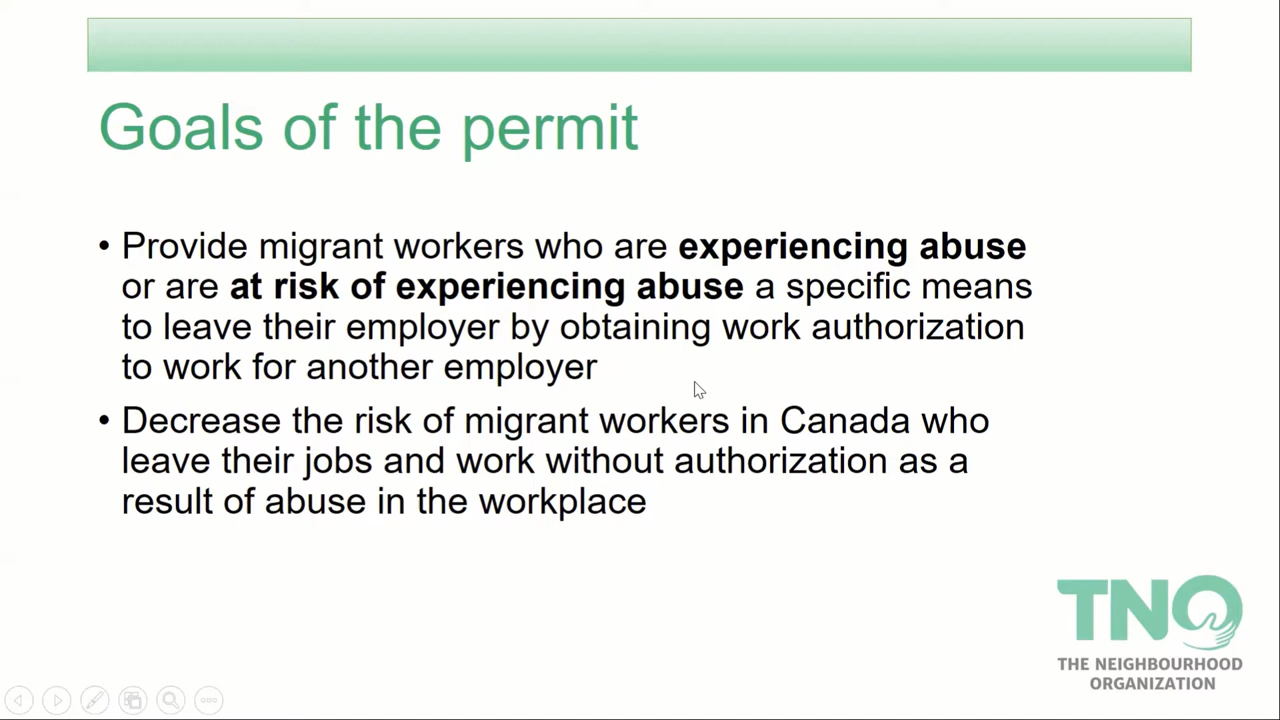 Goals of the permit
• Provide migrant workers who are experiencing abuse
or are at risk of experiencing abuse a specific means
to leave their employer by obtaining work authorization
to work for another employer
• Decrease the risk of migrant workers in Canada who
leave their jobs and work without authorization as a
result of abuse in the workplace
TNO
THE NEIGHBOURHOOD
ORGANIZATION